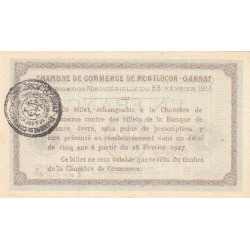 CHAMBRE DE COMMERCE DE MONTLUÇON-GANNAT
MINISTÉRIELLE DU 28 FÉVRIER 1917
Ce Billet, échangeable à la Chambre de
Commerce contre des billets de la Banque de
France, devra, sous peine de prescription, y
être présenté en remboursement dans un délai de
cinq ans à partir du 28 Février 1917.
Ce billet ne sera valable que revêtu du timbre
de la Chambre de Commerce.